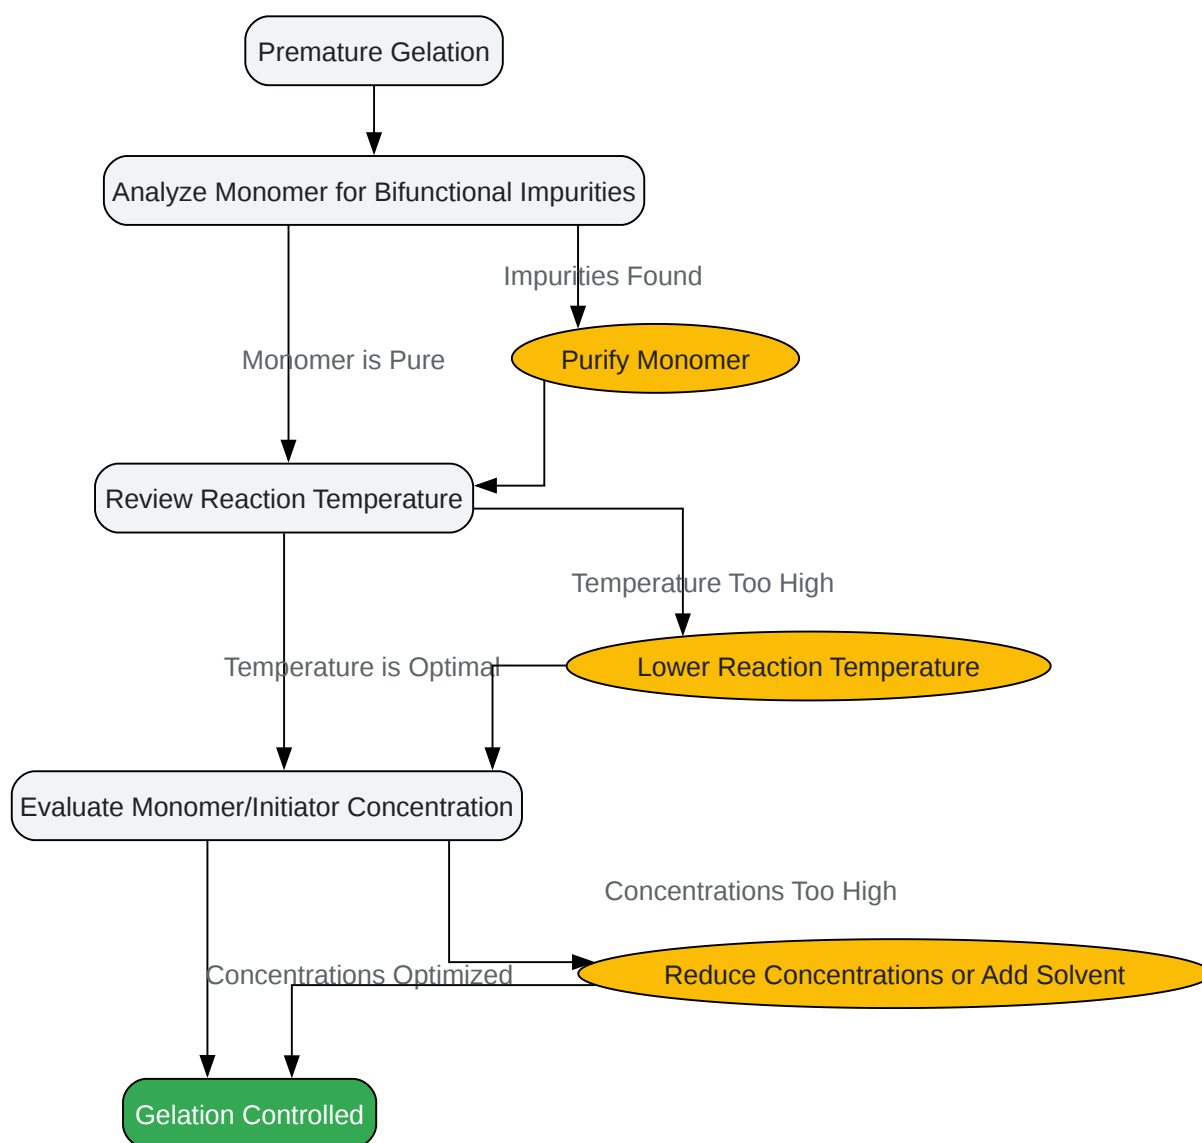 Premature Gelation
Analyze Monomer for Bifunctional Impurities
Impurities Found
Monomer is Pure
Purify Monomer
Review Reaction Temperature
Temperature Too High
Temperature is Optimal
Lower Reaction Temperature
Evaluate Monomer/Initiator Concentration
Concentrations Too High
Concentrations Optimized
Reduce Concentrations or Add Solvent
Gelation Controlled